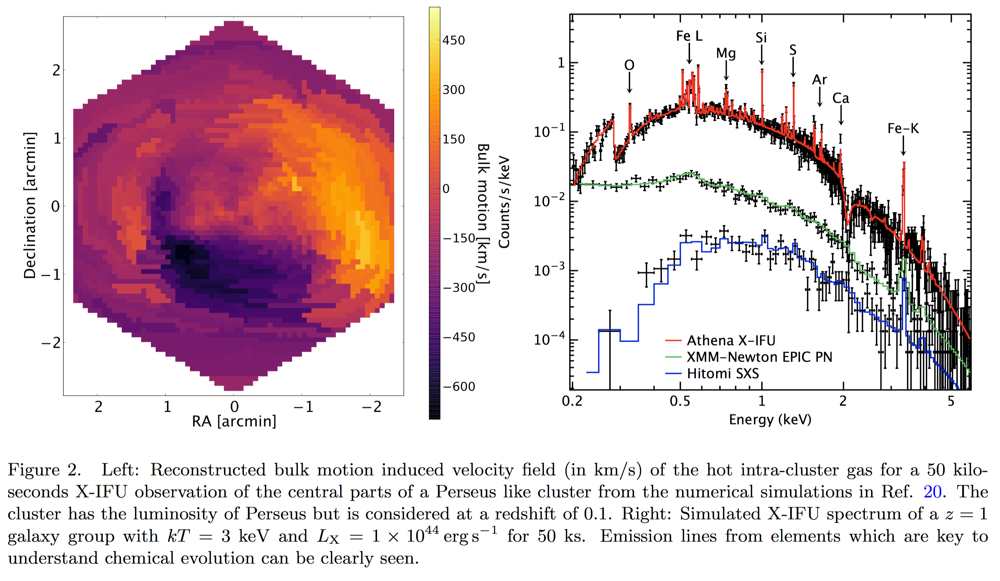 2
1
0
−1
−2
Declination [arcmin]
2 1 0 −1 −2
RA [arcmin]
450
300
150
0
−150
−300
−450
−600
Bulk motion [km/s]
Counts/s/keV
1
10⁻¹
10⁻²
10⁻³
10⁻⁴
O
Fe L
Mg
Si
S
Ar
Ca
Fe−K
Athena X−IFU
XMM−Newton EPIC PN
Hitomi SXS
0.2 0.5 1 2 5
Energy (keV)
Figure 2. Left: Reconstructed bulk motion induced velocity field (in km/s) of the hot intra-cluster gas for a 50 kilo-
seconds X-IFU observation of the central parts of a Perseus like cluster from the numerical simulations in Ref. 20. The
cluster has the luminosity of Perseus but is considered at a redshift of 0.1. Right: Simulated X-IFU spectrum of a z = 1
galaxy group with kT = 3 keV and L_X = 1 × 10⁴⁴ erg s⁻¹ for 50 ks. Emission lines from elements which are key to
understand chemical evolution can be clearly seen.